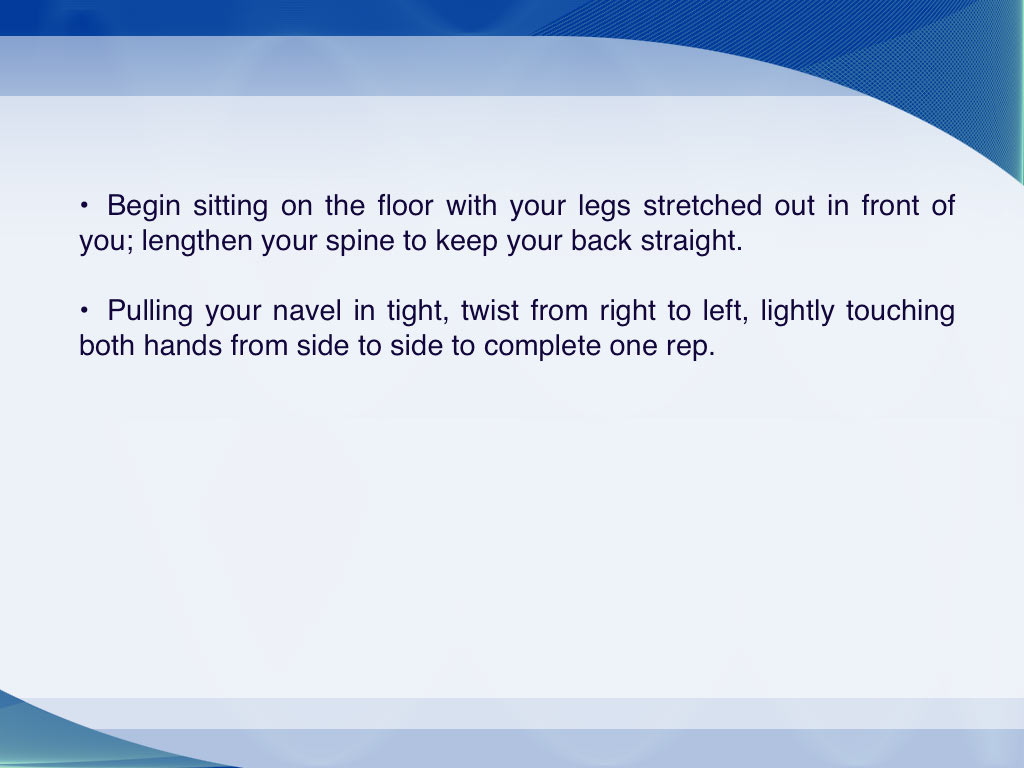 • Begin sitting on the floor with your legs stretched out in front of
you; lengthen your spine to keep your back straight.
• Pulling your navel in tight, twist from right to left, lightly touching
both hands from side to side to complete one rep.